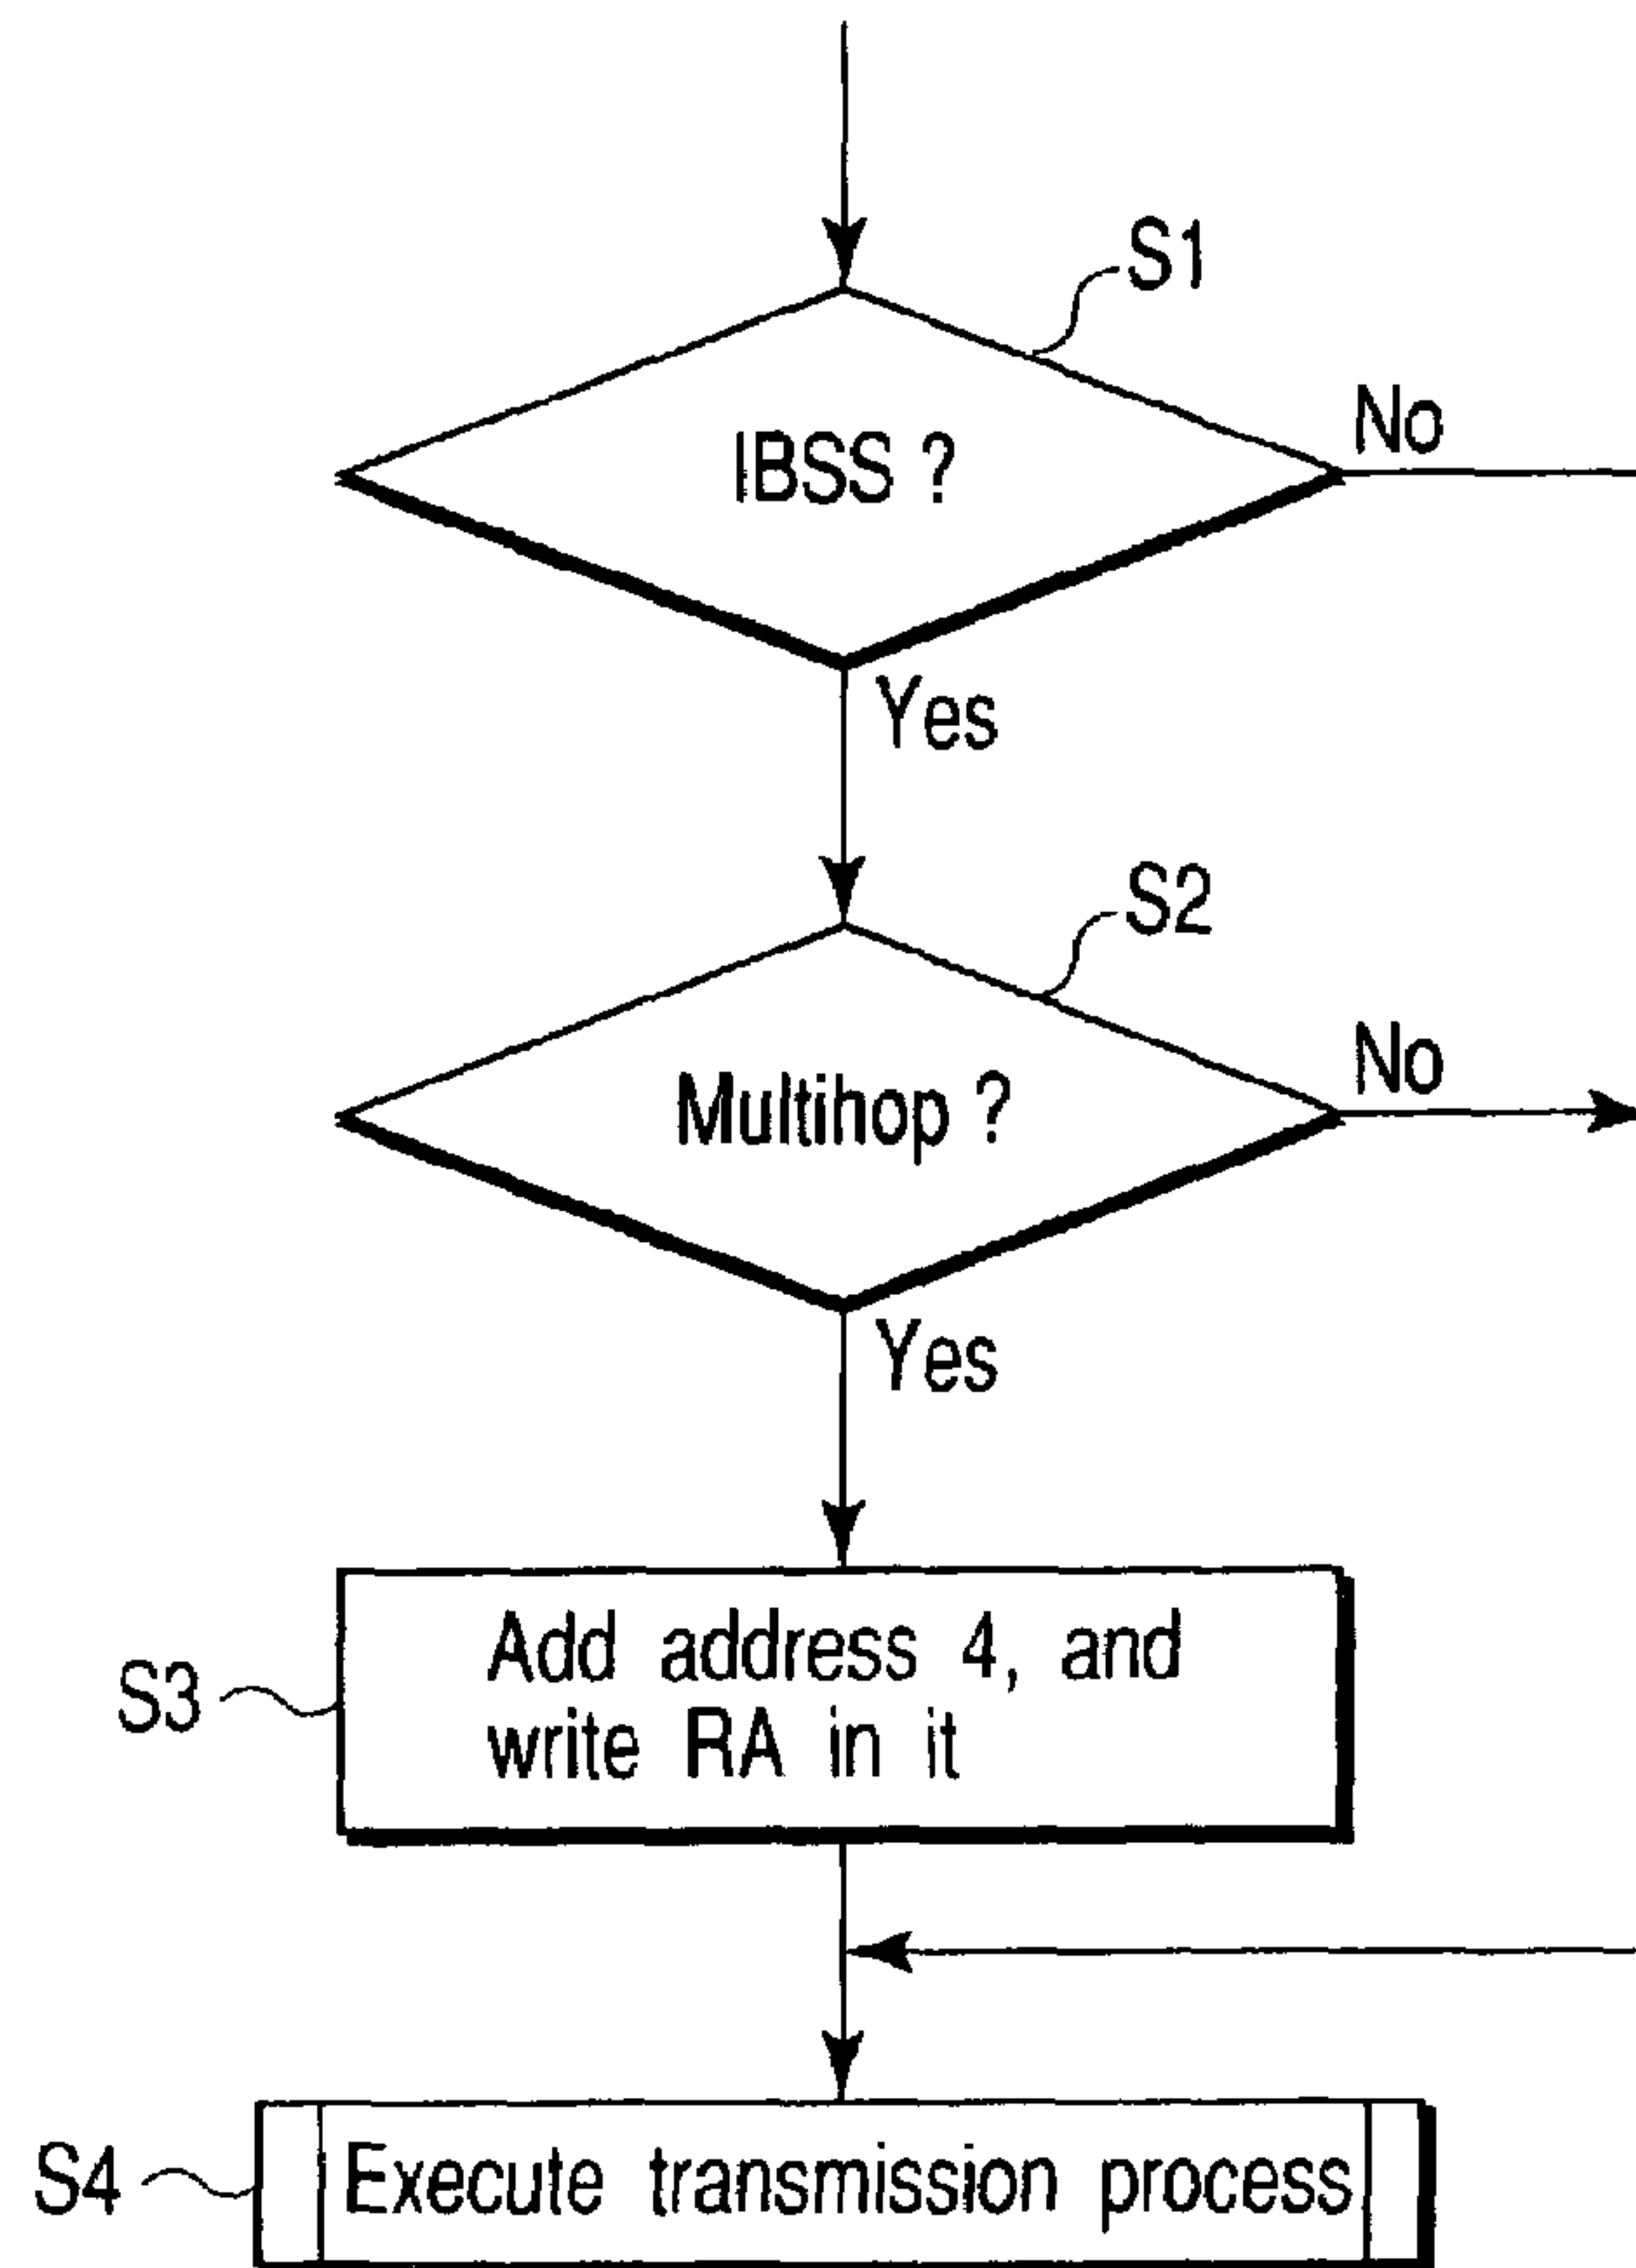 S1
No
IBSS ?
Yes
S2
No
Multihop ?
Yes
Add address 4, and
S3
write RA in it
S4
Execute transmission process